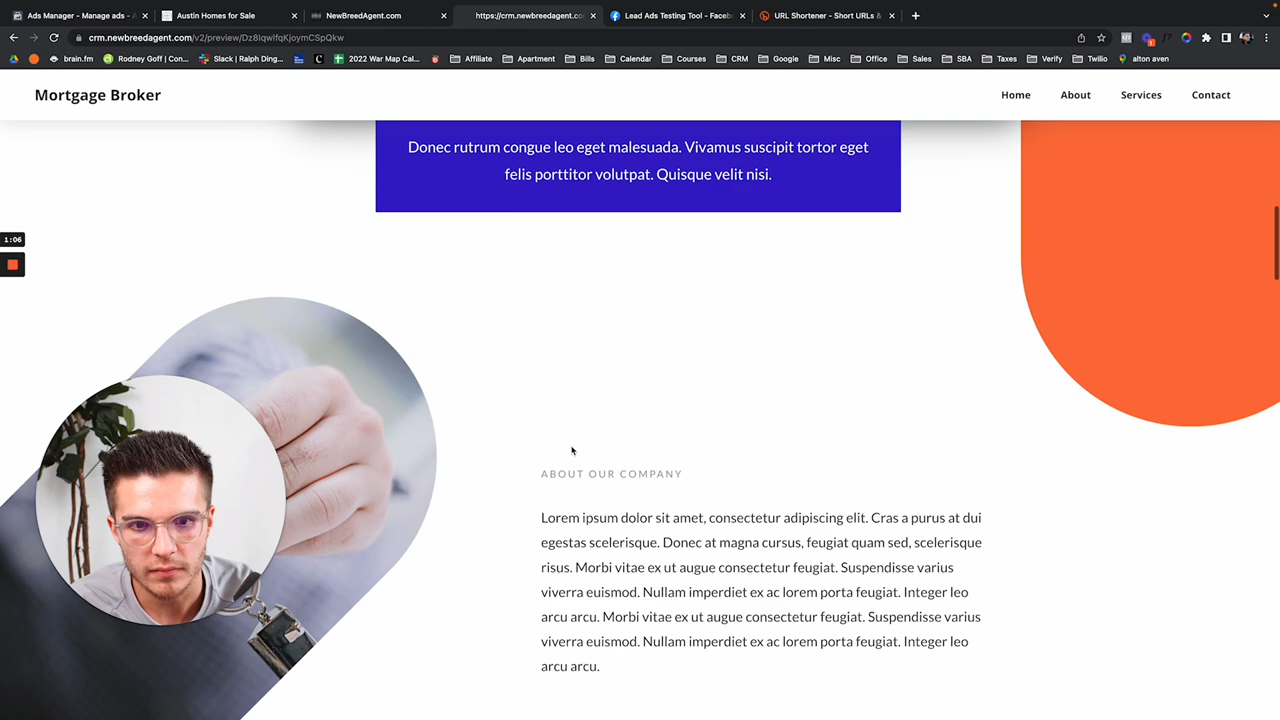 Ads Manager - Manage ads - A
Austin Homes for Sale
NewBreedAgent.com
https://crm.newbreedagent.co
Lead Ads Testing Tool - Faceb
URL Shortener - Short URLs &
crm.newbreedagent.com/v2/preview/Dz8IqwIfqKjoymCSpQkw
brain.fm
Rodney Goff | Con...
Slack | Ralph Ding...
2022 War Map Cal...
Affiliate
Apartment
Bills
Calendar
Courses
CRM
Google
Misc
Office
Sales
SBA
Taxes
Verify
Twilio
alton aven
Mortgage Broker
Home
About
Services
Contact
Donec rutrum congue leo eget malesuada. Vivamus suscipit tortor eget
felis porttitor volutpat. Quisque velit nisi.
1:06
ABOUT OUR COMPANY
Lorem ipsum dolor sit amet, consectetur adipiscing elit. Cras a purus at dui
egestas scelerisque. Donec at magna cursus, feugiat quam sed, scelerisque
risus. Morbi vitae ex ut augue consectetur feugiat. Suspendisse varius
viverra euismod. Nullam imperdiet ex ac lorem porta feugiat. Integer leo
arcu arcu. Morbi vitae ex ut augue consectetur feugiat. Suspendisse varius
viverra euismod. Nullam imperdiet ex ac lorem porta feugiat. Integer leo
arcu arcu.